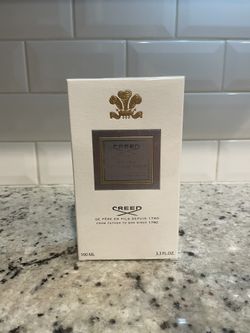 CREED
CREED
DE PÈRE EN FILS DEPUIS 1760
FROM FATHER TO SON SINCE 1760
100 ML
3.3 FL.OZ.